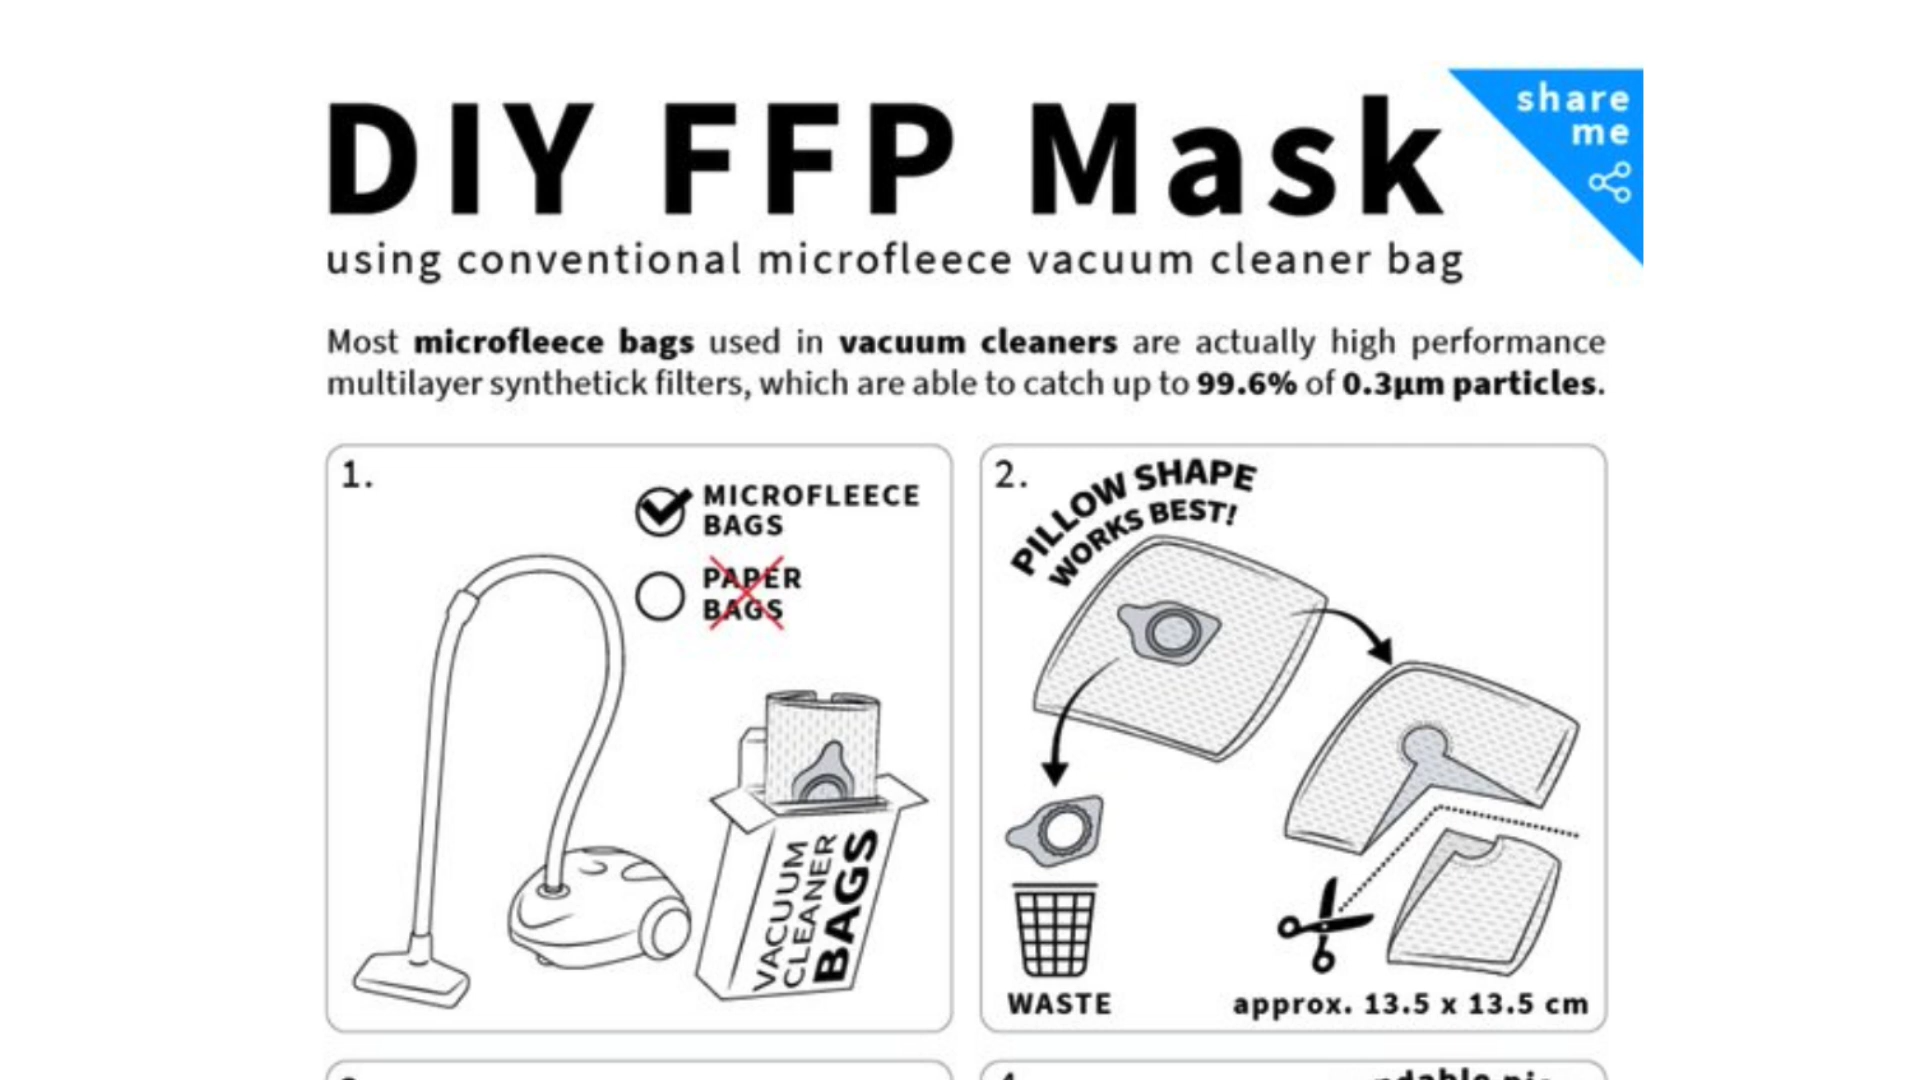 DIY FFP Mask
share
me
using conventional microfleece vacuum cleaner bag
Most microfleece bags used in vacuum cleaners are actually high performance
multilayer synthetick filters, which are able to catch up to 99.6% of 0.3µm particles.
1.
MICROFLEECE
BAGS
PAPER
BAGS
VACUUM
CLEANER
BAGS
2.
PILLOW SHAPE
WORKS BEST!
WASTE
approx. 13.5 x 13.5 cm